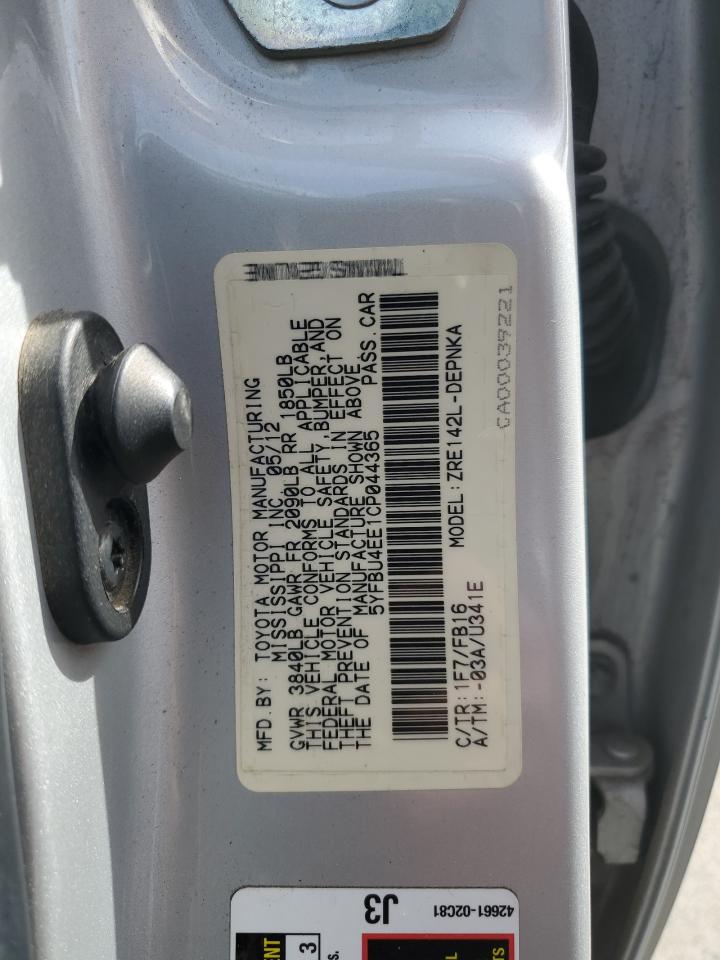 MFD.BY: TOYOTA MOTOR MANUFACTURING
MISSISSIPPI INC. 05/12
GVWR 3840LB GAWR FR 2090LB RR 1850LB
THIS VEHICLE CONFORMS TO ALL APPLICABLE
FEDERAL MOTOR VEHICLE SAFETY,BUMPER,AND
THEFT PREVENTION STANDARDS IN EFFECT ON
THE DATE OF MANUFACTURE SHOWN ABOVE
5YFBU4EE1CP044365 PASS.CAR
MODEL:ZRE142L-DEPNKA
C/TR:1F7/FB16
A/TM:-03A/U341E
CA000039221
42661-02C81
J3
3